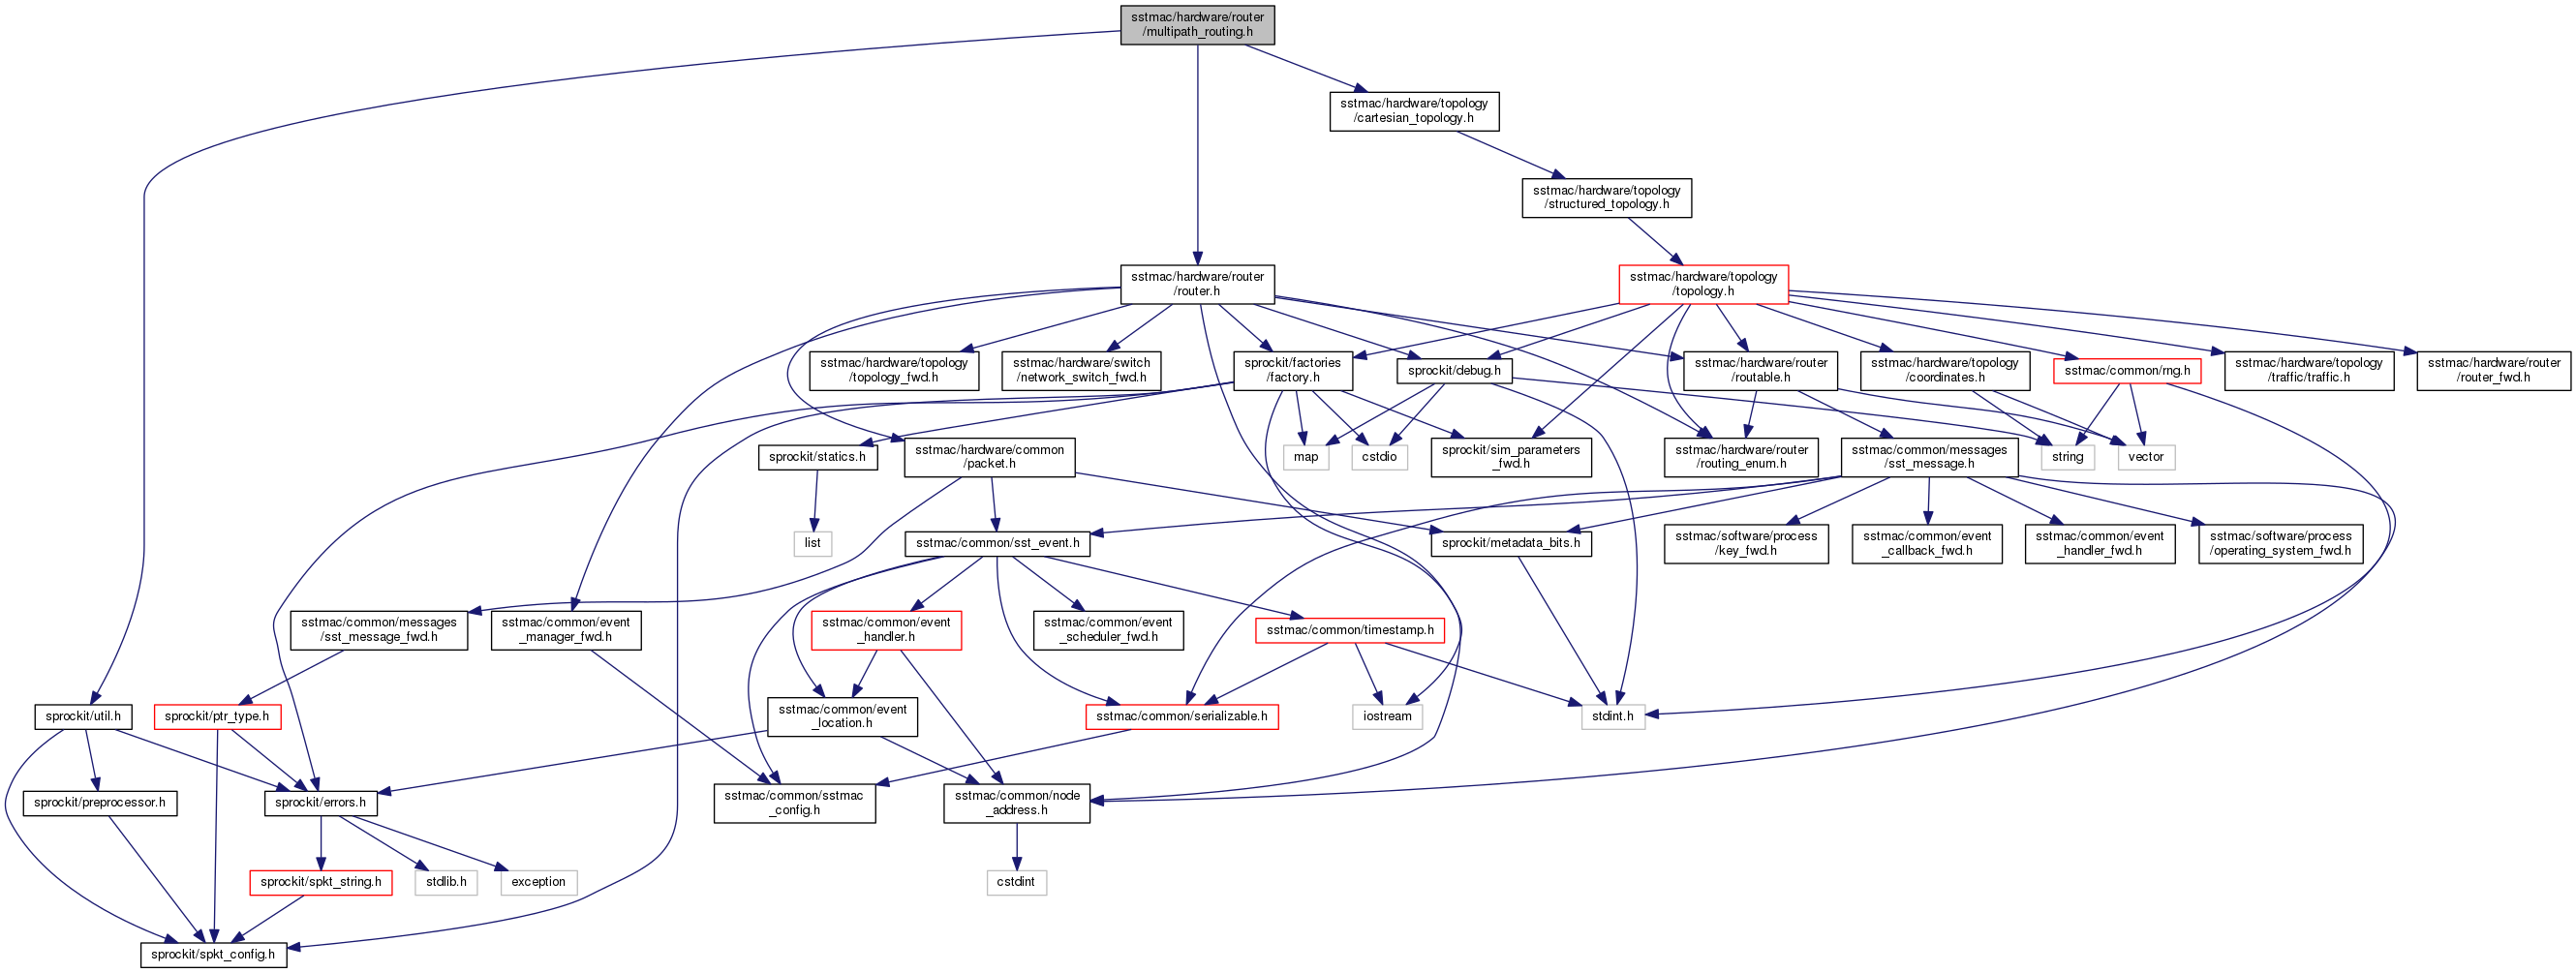 sstmac/hardware/router
/multipath_routing.h
sstmac/hardware/topology
/cartesian_topology.h
sstmac/hardware/topology
/structured_topology.h
sstmac/hardware/router
/router.h
sstmac/hardware/topology
/topology.h
sstmac/hardware/topology
/topology_fwd.h
sstmac/hardware/switch
/network_switch_fwd.h
sprockit/factories
/factory.h
sprockit/debug.h
sstmac/hardware/router
/routable.h
sstmac/hardware/topology
/coordinates.h
sstmac/common/rng.h
sstmac/hardware/topology
/traffic/traffic.h
sstmac/hardware/router
/router_fwd.h
sprockit/statics.h
sstmac/hardware/common
/packet.h
map
cstdio
sprockit/sim_parameters
_fwd.h
sstmac/hardware/router
/routing_enum.h
sstmac/common/messages
/sst_message.h
string
vector
list
sstmac/common/sst_event.h
sprockit/metadata_bits.h
sstmac/software/process
/key_fwd.h
sstmac/common/event
_callback_fwd.h
sstmac/common/event
_handler_fwd.h
sstmac/software/process
/operating_system_fwd.h
sstmac/common/messages
/sst_message_fwd.h
sstmac/common/event
_manager_fwd.h
sstmac/common/event
_handler.h
sstmac/common/event
_scheduler_fwd.h
sstmac/common/timestamp.h
sprockit/util.h
sprockit/ptr_type.h
sstmac/common/event
_location.h
sstmac/common/serializable.h
iostream
stdint.h
sprockit/preprocessor.h
sprockit/errors.h
sstmac/common/sstmac
_config.h
sstmac/common/node
_address.h
sprockit/spkt_string.h
stdlib.h
exception
cstdint
sprockit/spkt_config.h